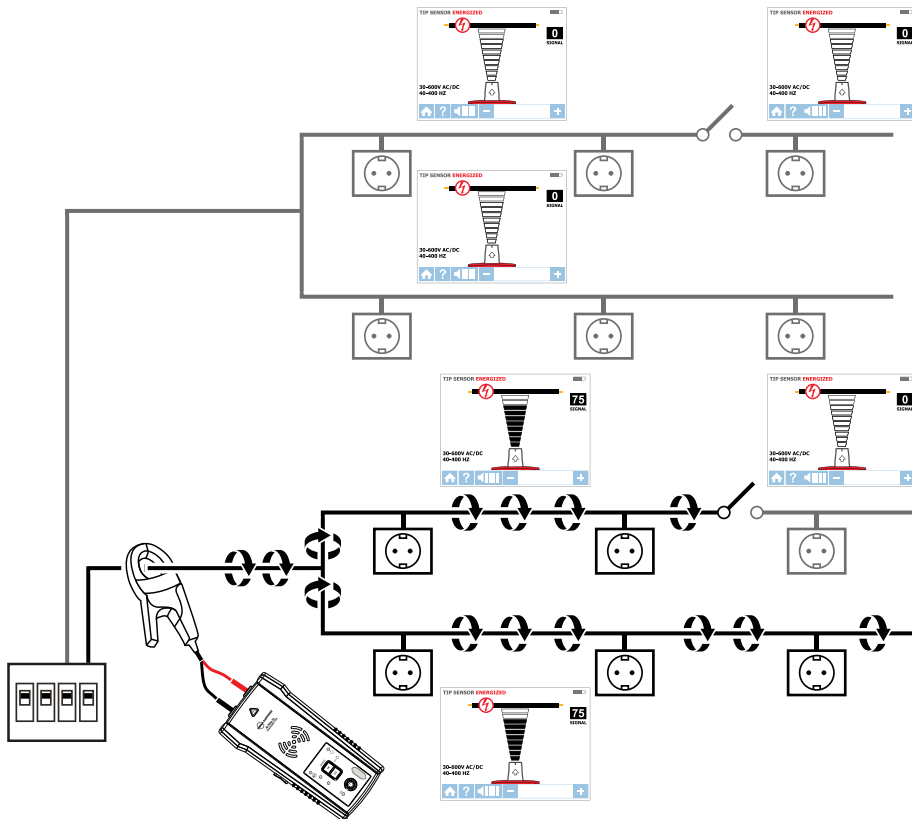 TIP SENSOR ENERGIZED
0
SIGNAL
30-600V AC/DC
40-400 HZ
?
TIP SENSOR ENERGIZED
0
SIGNAL
30-600V AC/DC
40-400 HZ
?
TIP SENSOR ENERGIZED
0
SIGNAL
30-600V AC/DC
40-400 HZ
?
TIP SENSOR ENERGIZED
75
SIGNAL
30-600V AC/DC
40-400 HZ
?
TIP SENSOR ENERGIZED
0
SIGNAL
30-600V AC/DC
40-400 HZ
?
TIP SENSOR ENERGIZED
75
SIGNAL
30-600V AC/DC
40-400 HZ
?